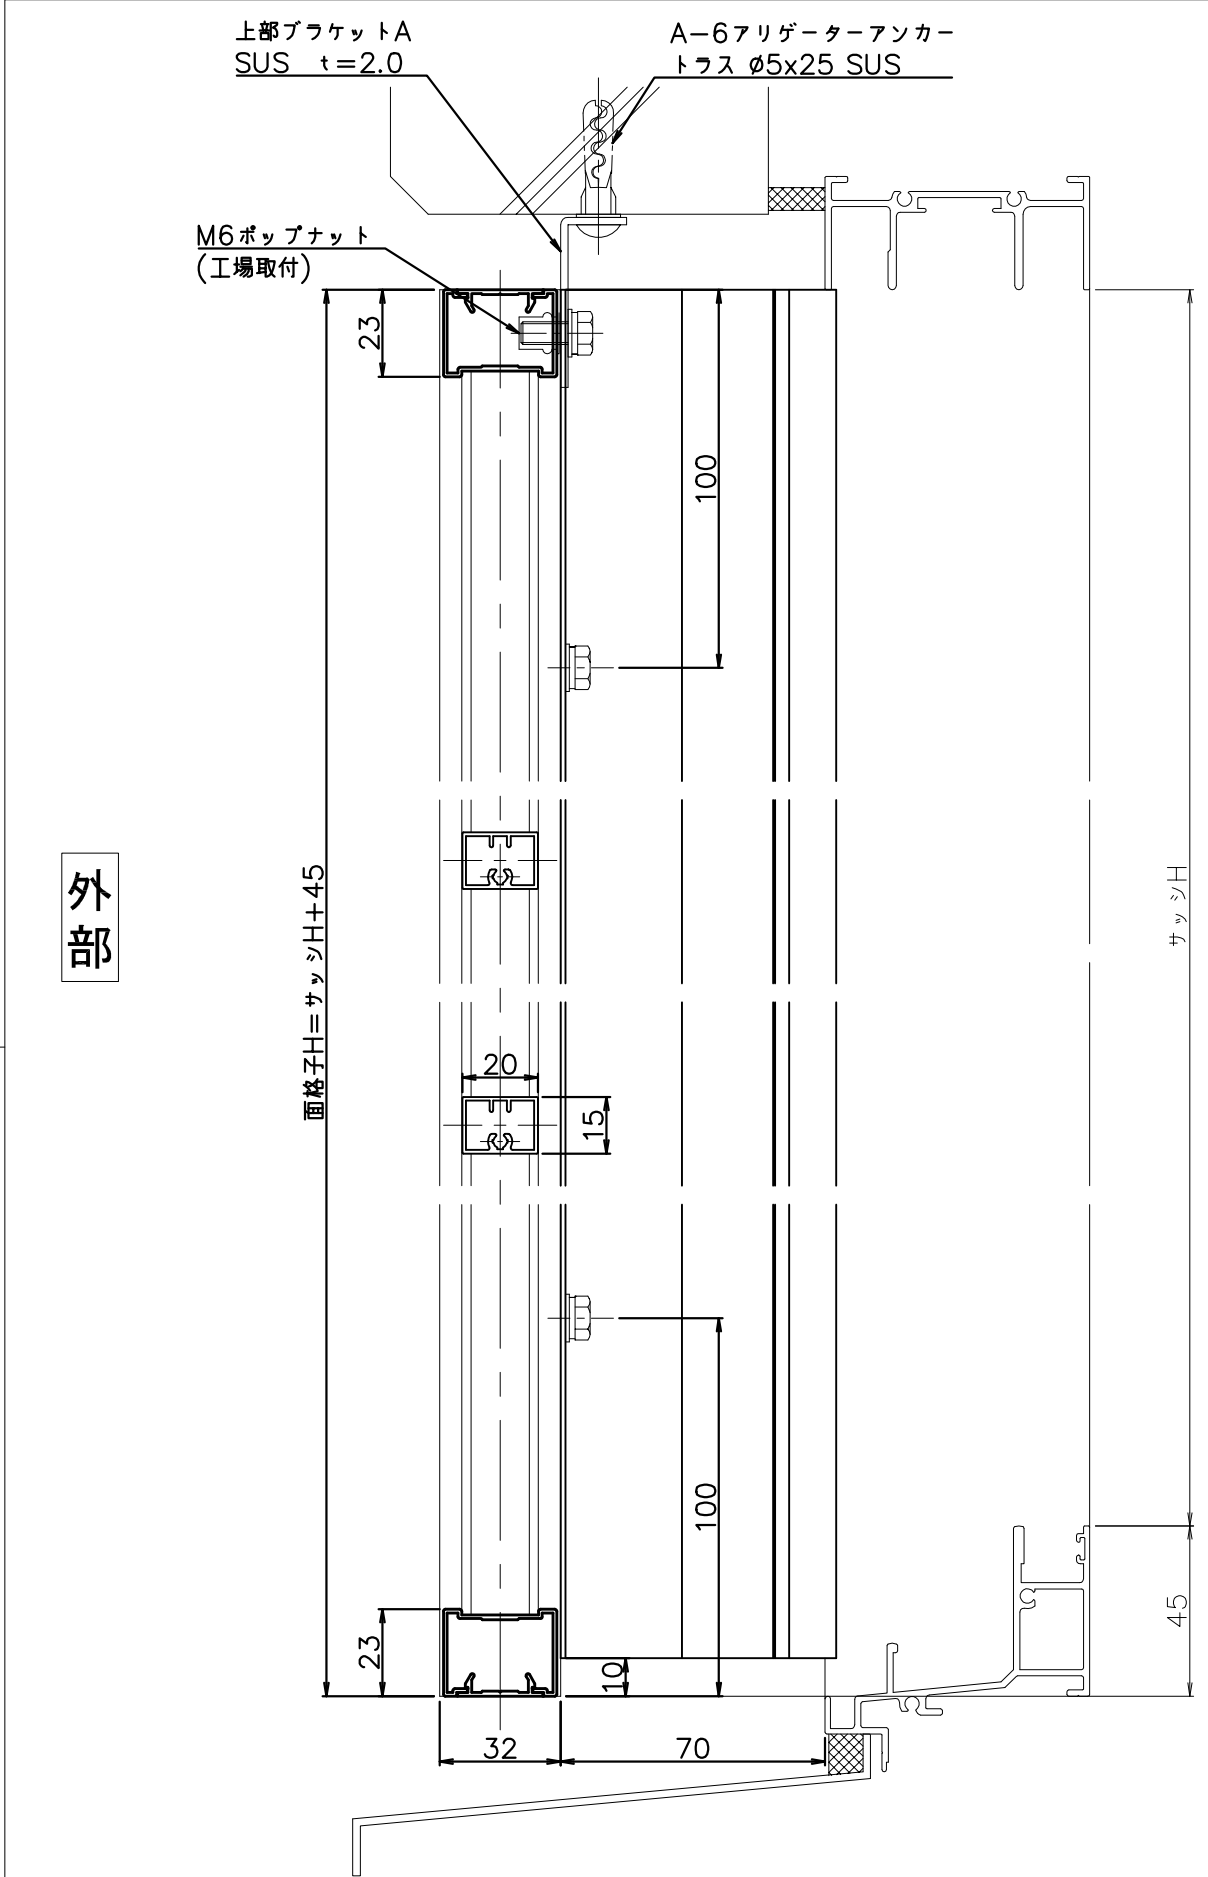 上部ブラケットA
SUS t=2.0
A-6アリゲーターアンカー
トラス Ø5x25 SUS
M6ポップナット
(工場取付)
23
100
外部
面格子H=サッシH+45
サッシH
20
15
100
45
23
10
32
70